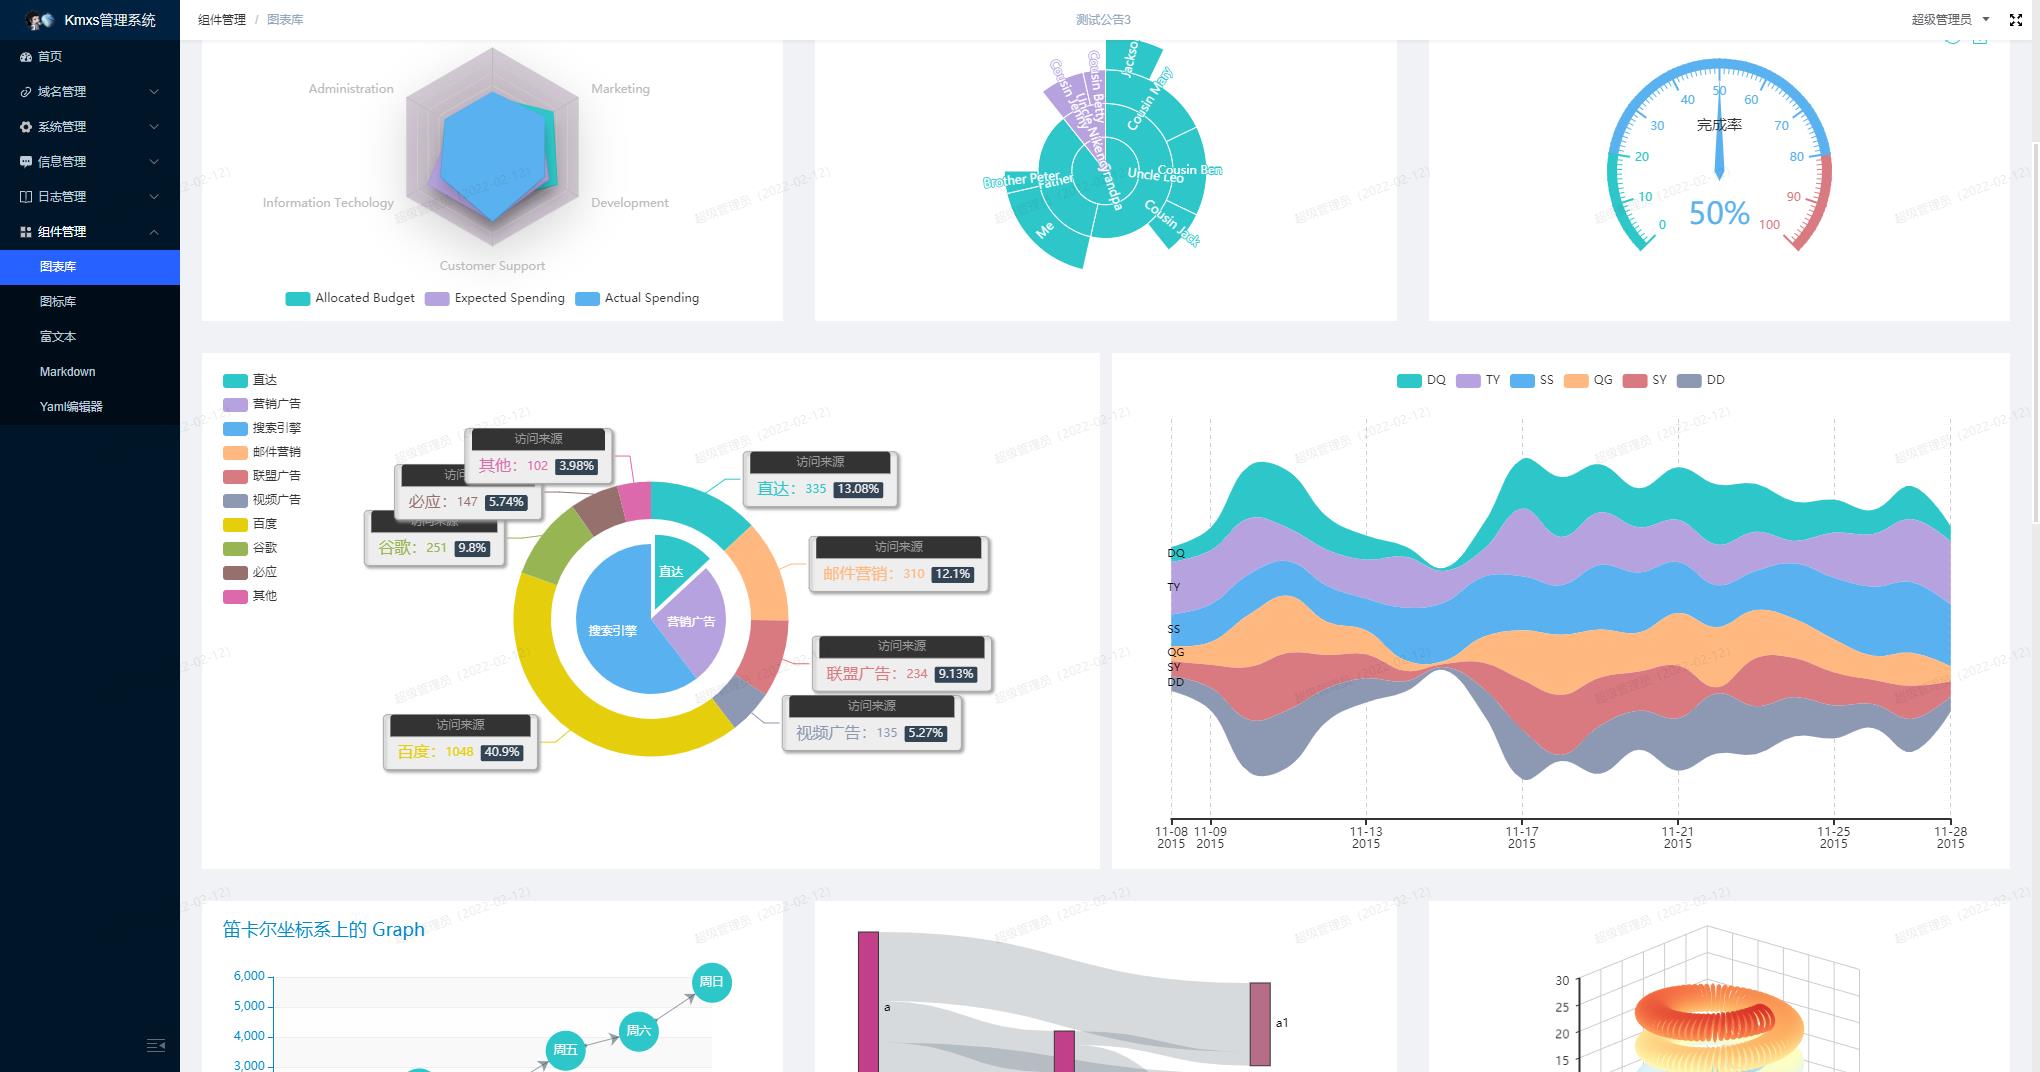 Kmxs管理系统
首页
域名管理
系统管理
信息管理
日志管理
组件管理
图表库
图标库
富文本
Markdown
Yaml编辑器
组件管理 / 图表库
测试公告3
超级管理员
Administration
Marketing
Information Techology
Development
Customer Support
Allocated Budget Expected Spending Actual Spending
Cousin Jenny
Cousin Betty
Cousin Mary
Uncle Leo
Cousin Ben
Cousin Jack
Grandpa
Brother Peter
Father
Me
0
10
20
30
40
50
60
70
80
90
100
完成率
50%
直达
营销广告
搜索引擎
邮件营销
联盟广告
视频广告
百度
谷歌
必应
其他
访问来源
其他：102 3.98%
必应：147 5.74%
访问来源
谷歌：251 9.8%
访问来源
直达：335 13.08%
访问来源
邮件营销：310 12.1%
访问来源
联盟广告：234 9.13%
访问来源
视频广告：135 5.27%
访问来源
百度：1048 40.9%
直达
营销广告
搜索引擎
DQ TY SS QG SY DD
DQ
TY
SS
QG
SY
DD
11-08 11-09 11-13 11-17 11-21 11-25 11-28
2015 2015 2015 2015 2015 2015 2015
笛卡尔坐标系上的 Graph
6,000
5,000
4,000
3,000
周五
周六
周日
a
a1
30
25
20
15
超级管理员 (2022-02-12)